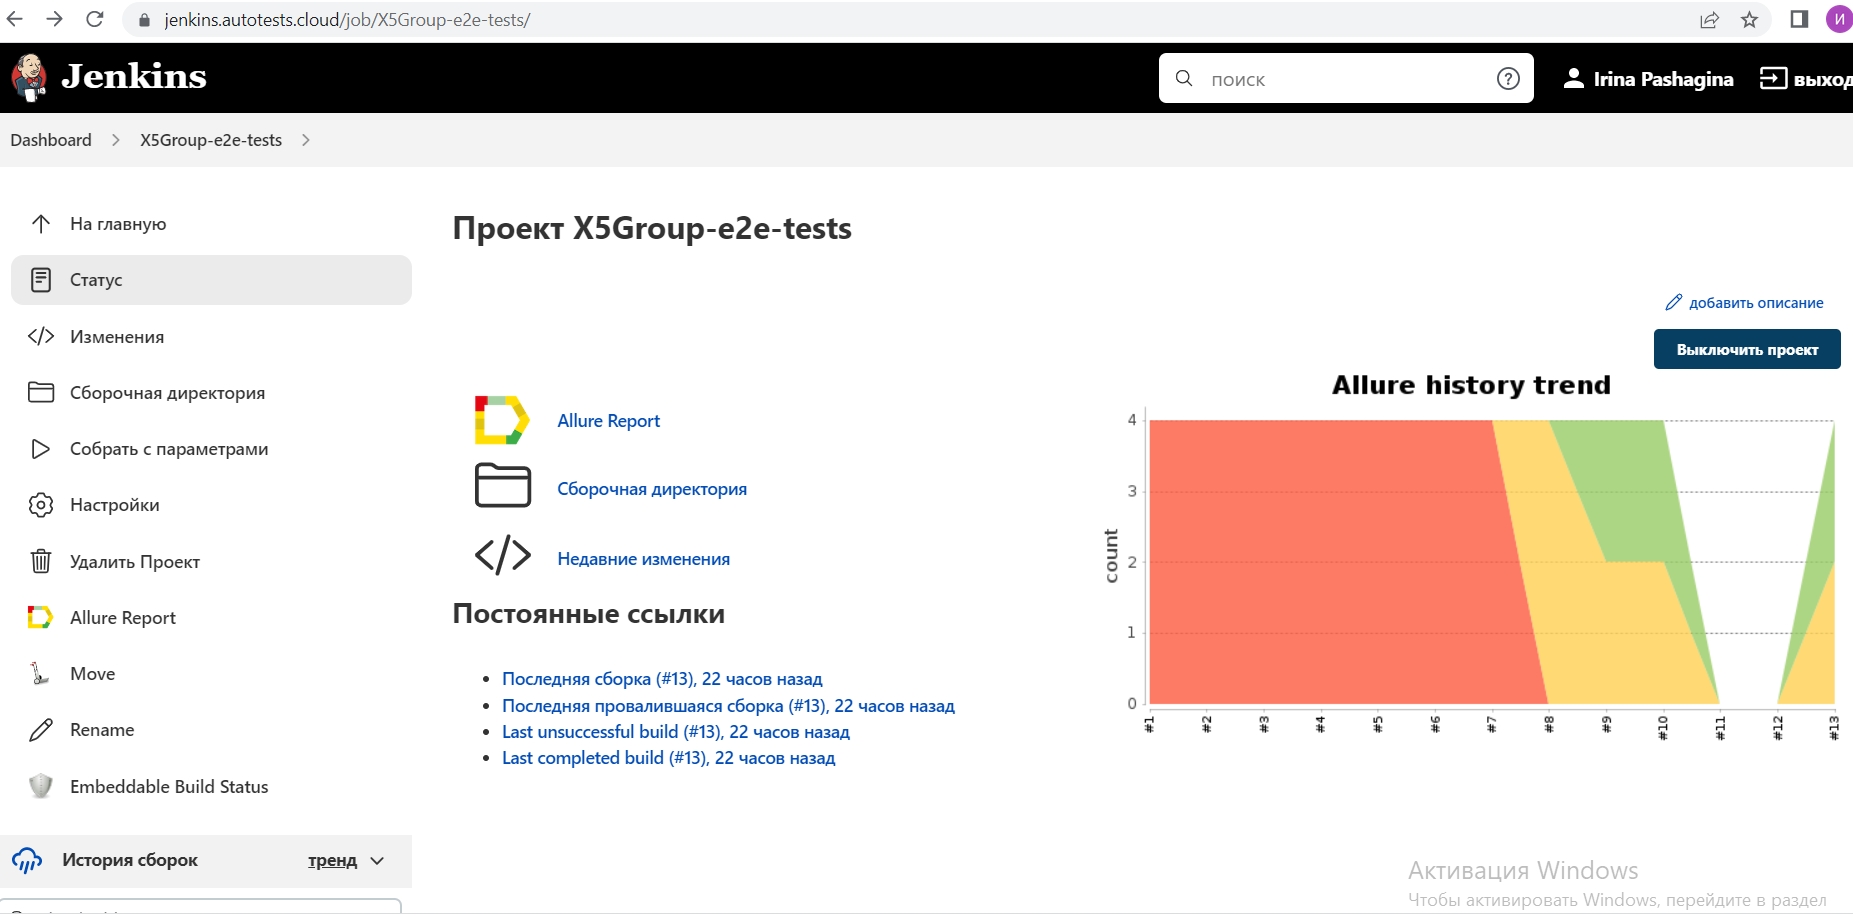 jenkins.autotests.cloud/job/X5Group-e2e-tests/
И
Jenkins
поиск
?
Irina Pashagina
выход
Dashboard
X5Group-e2e-tests
На главную
Статус
Изменения
Сборочная директория
Собрать с параметрами
Настройки
Удалить Проект
Allure Report
Move
Rename
Embeddable Build Status
История сборок
тренд
Проект X5Group-e2e-tests
добавить описание
Выключить проект
Allure Report
Сборочная директория
Недавние изменения
Постоянные ссылки
Последняя сборка (#13), 22 часов назад
Последняя провалившаяся сборка (#13), 22 часов назад
Last unsuccessful build (#13), 22 часов назад
Last completed build (#13), 22 часов назад
Allure history trend
count
4
3
2
1
0
#1
#2
#3
#4
#5
#6
#7
#8
#9
#10
#11
#12
#13
Активация Windows
Чтобы активировать Windows, перейдите в раздел